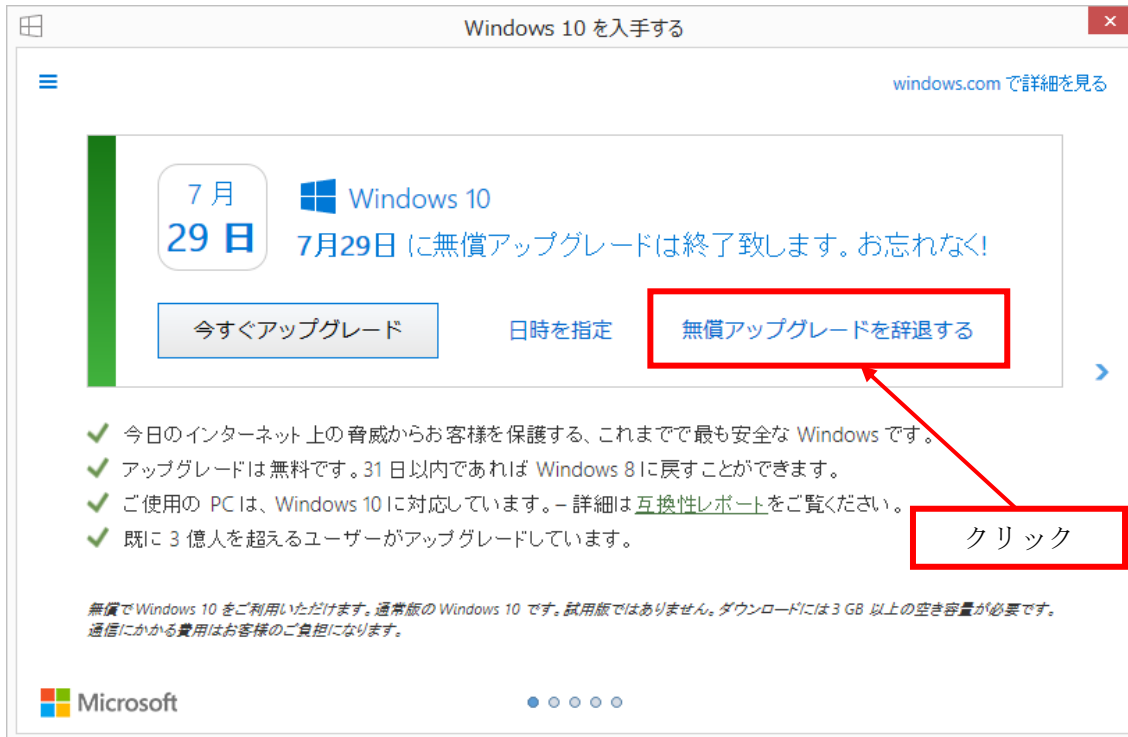 Windows 10 を入手する
windows.com で詳細を見る
7 月
29 日
Windows 10
7月29日 に無償アップグレードは終了致します。お忘れなく!
今すぐアップグレード
日時を指定
無償アップグレードを辞退する
今日のインターネット上の脅威からお客様を保護する、これまでで最も安全な Windows です。
アップグレードは無料です。31 日以内であれば Windows 8 に戻すことができます。
ご使用の PC は、Windows 10 に対応しています。– 詳細は互換性レポートをご覧ください。
クリック
既に 3 億人を超えるユーザーがアップグレードしています。
無償で Windows 10 をご利用いただけます。通常版の Windows 10 です。試用版ではありません。ダウンロードには 3 GB 以上の空き容量が必要です。
通信にかかる費用はお客様のご負担になります。
Microsoft